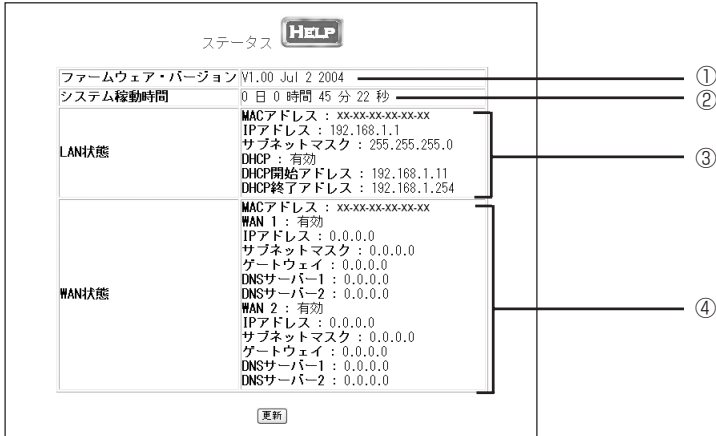 ステータス HELP
ファームウェア・バージョン V1.00 Jul 2 2004 ①
システム稼動時間 0 日 0 時間 45 分 22 秒 ②
LAN状態
MACアドレス : xx-xx-xx-xx-xx-xx
IPアドレス : 192.168.1.1
サブネットマスク : 255.255.255.0
DHCP : 有効
DHCP開始アドレス : 192.168.1.11
DHCP終了アドレス : 192.168.1.254
③
WAN状態
MACアドレス : xx-xx-xx-xx-xx-xx
WAN 1 : 有効
IPアドレス : 0.0.0.0
サブネットマスク : 0.0.0.0
ゲートウェイ : 0.0.0.0
DNSサーバー1 : 0.0.0.0
DNSサーバー2 : 0.0.0.0
WAN 2 : 有効
IPアドレス : 0.0.0.0
サブネットマスク : 0.0.0.0
ゲートウェイ : 0.0.0.0
DNSサーバー1 : 0.0.0.0
DNSサーバー2 : 0.0.0.0
④
更新